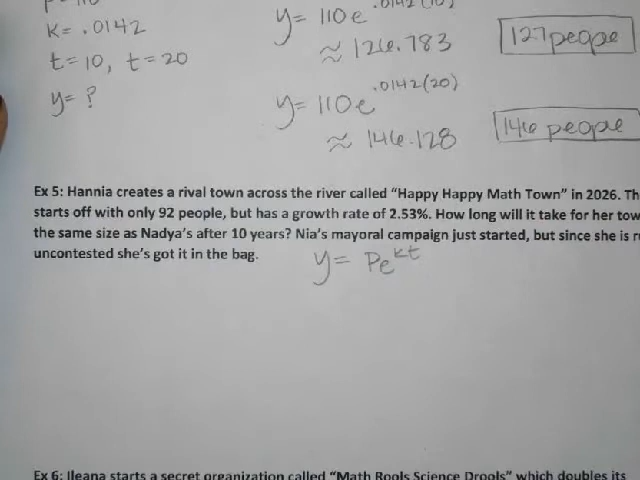 y = 110e^.0142(10)
K= .0142
≈ 126.783
127 peope
t= 10, t= 20
y= ?
y= 110e^.0142(20)
≈ 146.128
146 people
Ex 5: Hannia creates a rival town across the river called "Happy Happy Math Town" in 2026.
starts off with only 92 people, but has a growth rate of 2.53%. How long will it take for her
the same size as Nadya's after 10 years? Nia's mayoral campaign just started, but since she is
uncontested she's got it in the bag.
y= Pe^kt
Ex 6: Ileana starts a secret organization called "Math Rools Science Drools" which doubles its